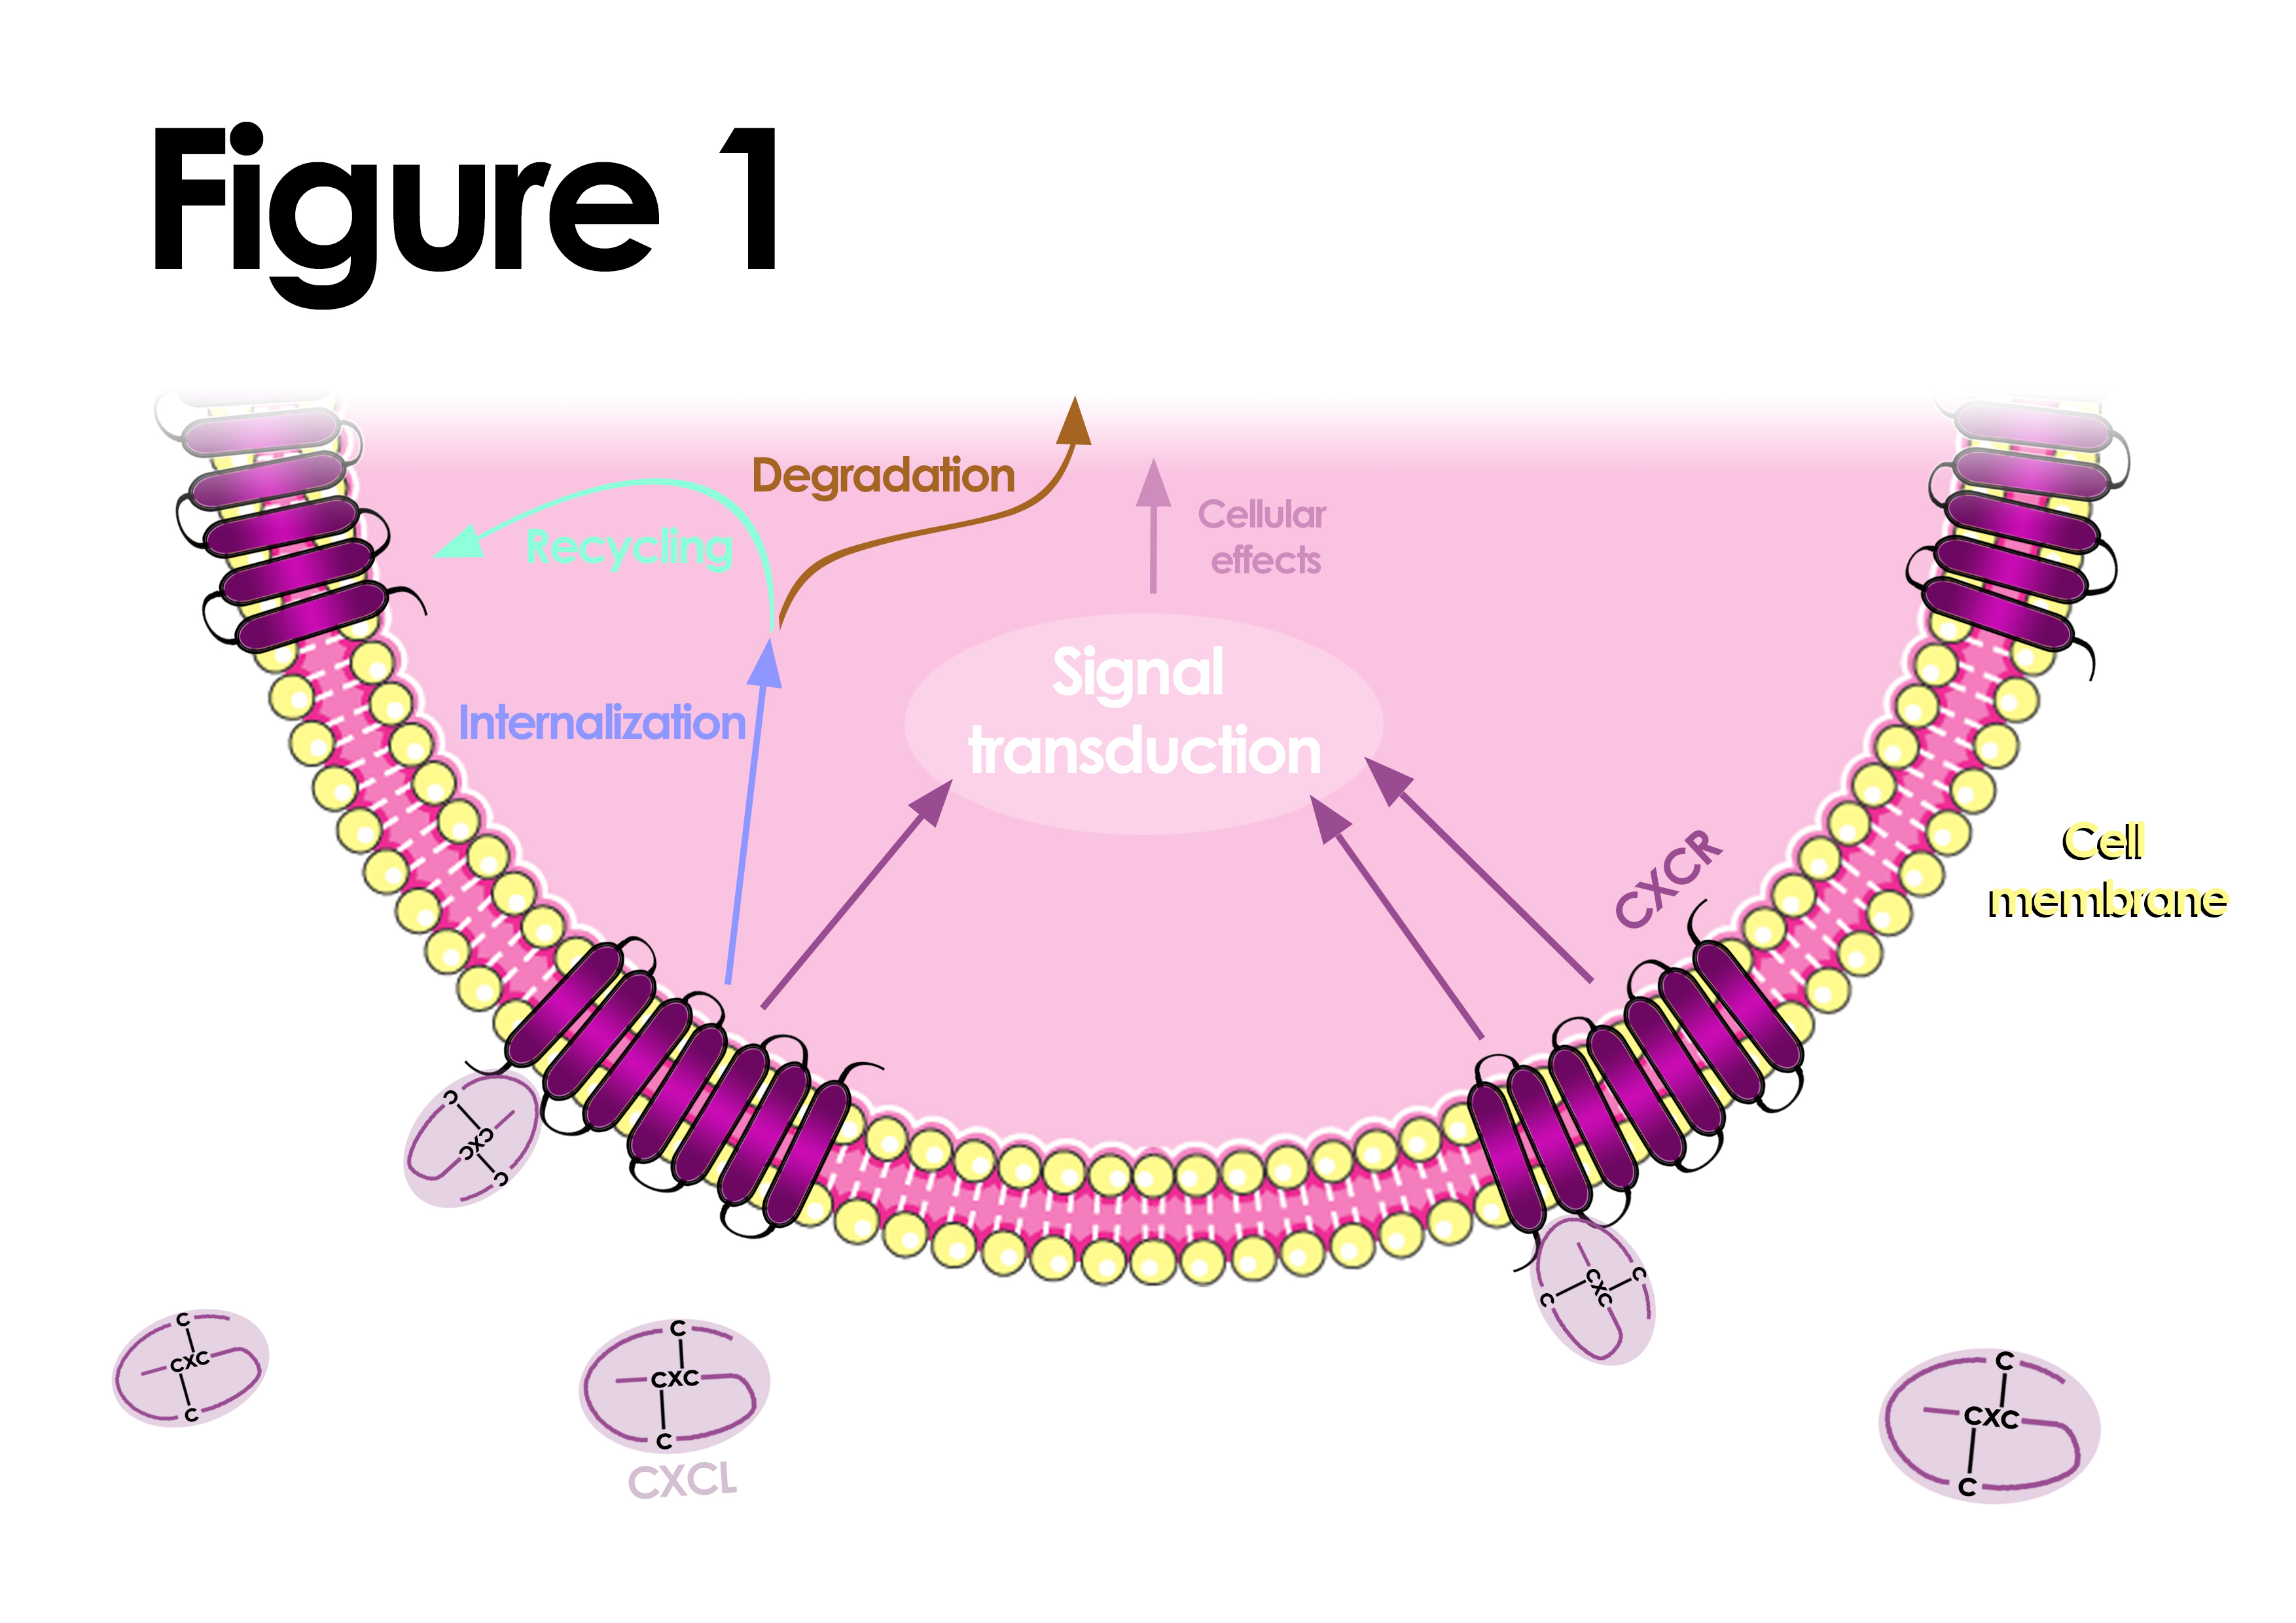 Figure 1
Degradation
Recycling
Cellular
effects
Internalization
Signal
transduction
CXCR
Cell
membrane
C
CXC
C
C
CXC
C
C
CXC
C
C
CXC
C
CXCL
C
CXC
C